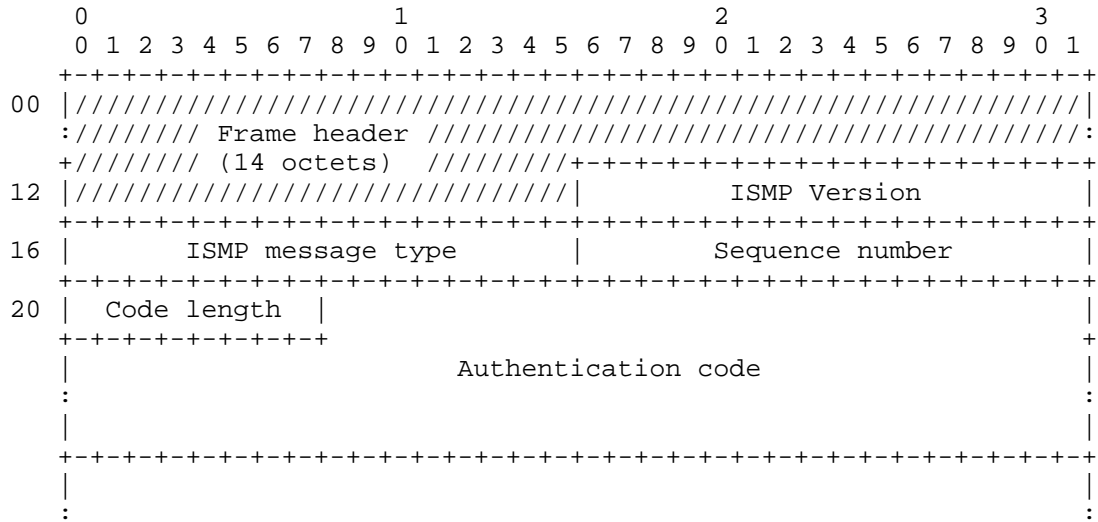 0                   1                   2                   3
 0 1 2 3 4 5 6 7 8 9 0 1 2 3 4 5 6 7 8 9 0 1 2 3 4 5 6 7 8 9 0 1
+-+-+-+-+-+-+-+-+-+-+-+-+-+-+-+-+-+-+-+-+-+-+-+-+-+-+-+-+-+-+-+-+
00 |///////////////////////////////////////////////////////////////|
://////// Frame header /////////////////////////////////////////:
+//////// (14 octets)  /////////+-+-+-+-+-+-+-+-+-+-+-+-+-+-+-+-+
12 |///////////////////////////////|         ISMP Version          |
+-+-+-+-+-+-+-+-+-+-+-+-+-+-+-+-+-+-+-+-+-+-+-+-+-+-+-+-+-+-+-+-+
16 |       ISMP message type       |        Sequence number        |
+-+-+-+-+-+-+-+-+-+-+-+-+-+-+-+-+-+-+-+-+-+-+-+-+-+-+-+-+-+-+-+-+
20 |  Code length  |                                               |
+-+-+-+-+-+-+-+-+                                               +
|                        Authentication code                    |
:                                                               :
|                                                               |
+-+-+-+-+-+-+-+-+-+-+-+-+-+-+-+-+-+-+-+-+-+-+-+-+-+-+-+-+-+-+-+-+
|                                                               |
:                                                               :